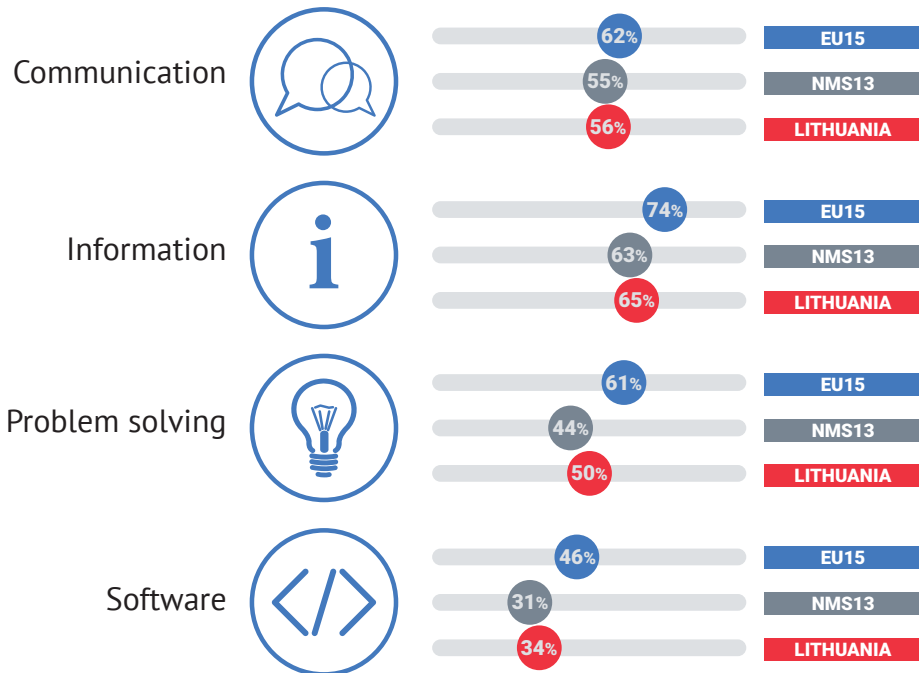 Communication
62% EU15
55% NMS13
56% LITHUANIA
Information
i
74% EU15
63% NMS13
65% LITHUANIA
Problem solving
61% EU15
44% NMS13
50% LITHUANIA
Software
</>
46% EU15
31% NMS13
34% LITHUANIA